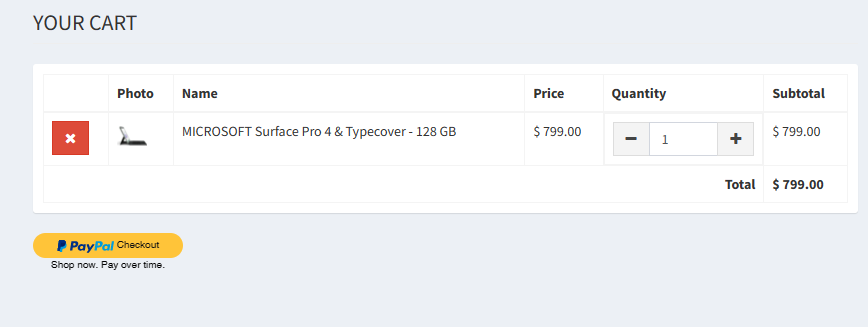 YOUR CART
Photo Name Price Quantity Subtotal
MICROSOFT Surface Pro 4 & Typecover - 128 GB $ 799.00 1 $ 799.00
Total $ 799.00
PayPal Checkout
Shop now. Pay over time.